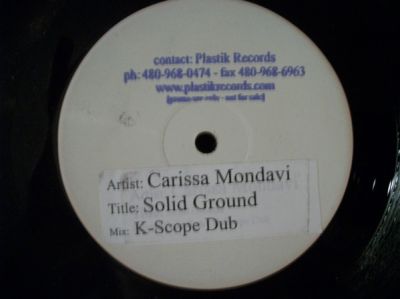 contact: Plastik Records
ph: 480-968-0474 - fax 480-968-6963
www.plastikrecords.com
[promo use only - not for sale]
Artist: Carissa Mondavi
Title: Solid Ground
Mix: K-Scope Dub